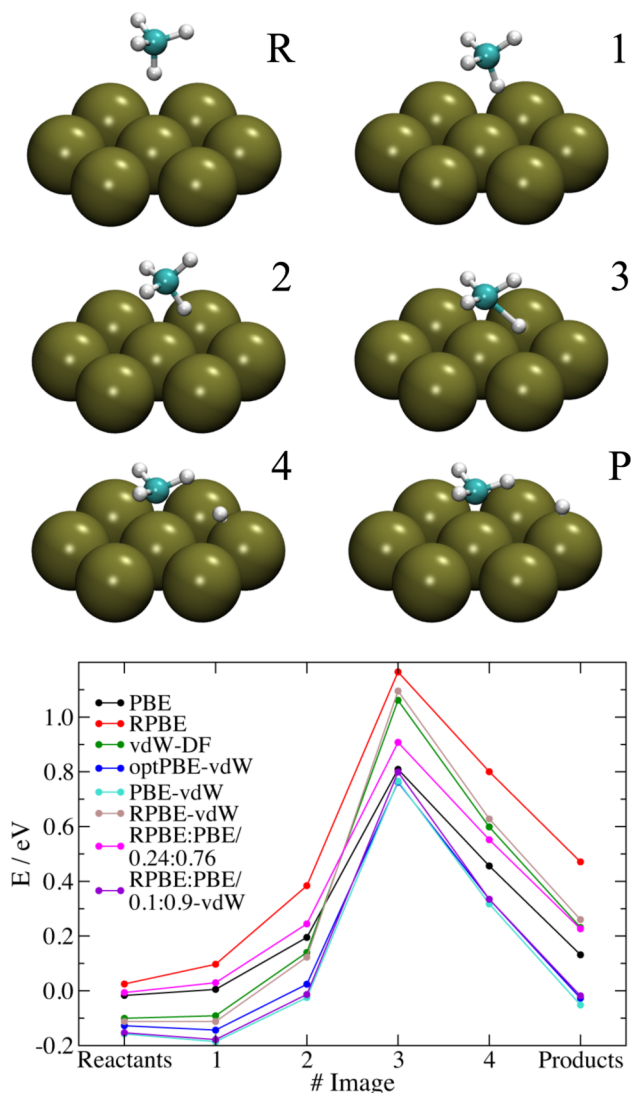 R
1
2
3
4
P
PBE
RPBE
vdW-DF
optPBE-vdW
PBE-vdW
RPBE-vdW
RPBE:PBE/
0.24:0.76
RPBE:PBE/
0.1:0.9-vdW
E / eV
1.0
0.8
0.6
0.4
0.2
0.0
-0.2
Reactants 1 2 3 4 Products
# Image